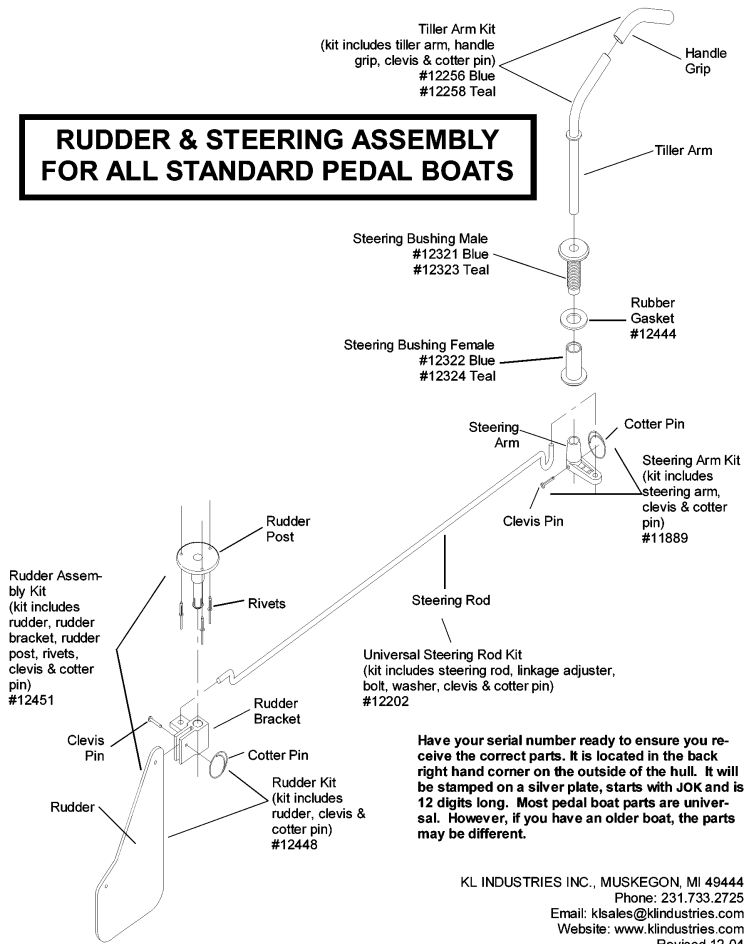 Tiller Arm Kit
(kit includes tiller arm, handle
grip, clevis & cotter pin)
#12256 Blue
#12258 Teal
Handle
Grip
RUDDER & STEERING ASSEMBLY
FOR ALL STANDARD PEDAL BOATS
Tiller Arm
Steering Bushing Male
#12321 Blue
#12323 Teal
Rubber
Gasket
#12444
Steering Bushing Female
#12322 Blue
#12324 Teal
Steering
Arm
Cotter Pin
Steering Arm Kit
(kit includes
steering arm,
clevis & cotter
pin)
#11889
Clevis Pin
Rudder
Post
Rudder Assem-
bly Kit
(kit includes
rudder, rudder
bracket, rudder
post, rivets,
clevis & cotter
pin)
#12451
Rivets
Steering Rod
Universal Steering Rod Kit
(kit includes steering rod, linkage adjuster,
bolt, washer, clevis & cotter pin)
#12202
Rudder
Bracket
Clevis
Pin
Cotter Pin
Rudder Kit
(kit includes
rudder, clevis &
cotter pin)
#12448
Rudder
Have your serial number ready to ensure you re-
ceive the correct parts. It is located in the back
right hand corner on the outside of the hull. It will
be stamped on a silver plate, starts with JOK and is
12 digits long. Most pedal boat parts are univer-
sal. However, if you have an older boat, the parts
may be different.
KL INDUSTRIES INC., MUSKEGON, MI 49444
Phone: 231.733.2725
Email: klsales@klindustries.com
Website: www.klindustries.com
Revised 12-04